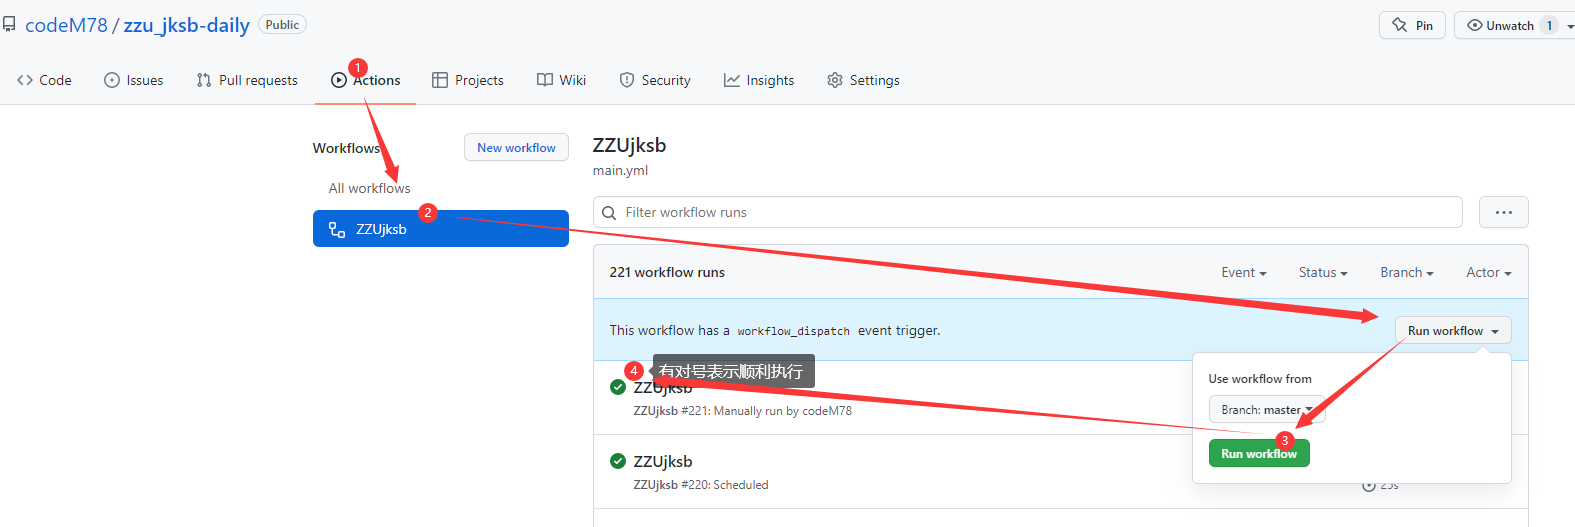 codeM78 / zzu_jksb-daily Public
Pin
Unwatch 1
Code
Issues
Pull requests
1
Actions
Projects
Wiki
Security
Insights
Settings
Workflows
New workflow
All workflows
2
ZZUjksb
ZZUjksb
main.yml
Filter workflow runs
...
221 workflow runs
Event
Status
Branch
Actor
This workflow has a workflow_dispatch event trigger.
Run workflow
Use workflow from
Branch: master
3
Run workflow
4
有对号表示顺利执行
ZZUjksb
ZZUjksb #221: Manually run by codeM78
ZZUjksb
ZZUjksb #220: Scheduled